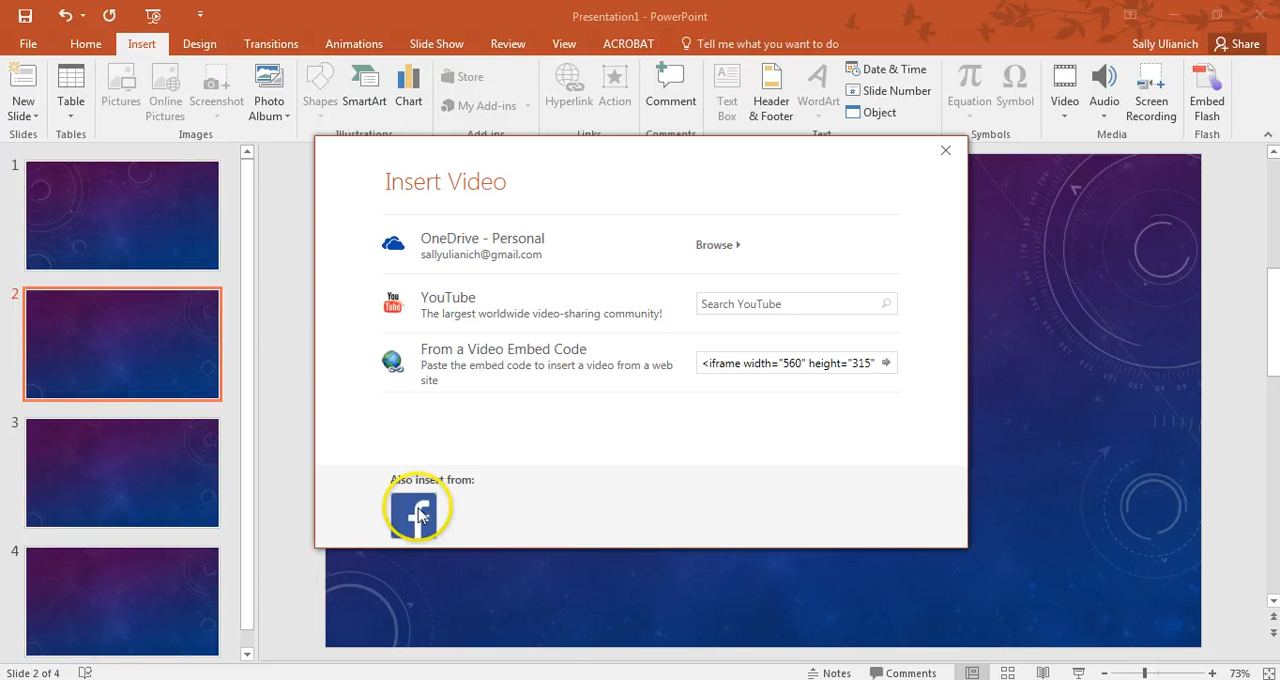 Presentation1 - PowerPoint
File Home Insert Design Transitions Animations Slide Show Review View ACROBAT Tell me what you want to do Sally Ulianich Share
New Slide
Slides
Table
Tables
Pictures
Online Pictures
Screenshot
Photo Album
Images
Shapes
SmartArt
Chart
Illustrations
Store
My Add-ins
Add-ins
Hyperlink
Action
Links
Comment
Comments
Text Box
Header & Footer
WordArt
Date & Time
Slide Number
Object
Text
Equation
Symbol
Symbols
Video
Audio
Screen Recording
Media
Embed Flash
Flash
1
2
3
4
Insert Video
OneDrive - Personal
sallyulianich@gmail.com
Browse
You Tube
YouTube
The largest worldwide video-sharing community!
Search YouTube
From a Video Embed Code
Paste the embed code to insert a video from a web
site
<iframe width="560" height="315"
Also insert from:
f
Slide 2 of 4 Notes Comments 73%